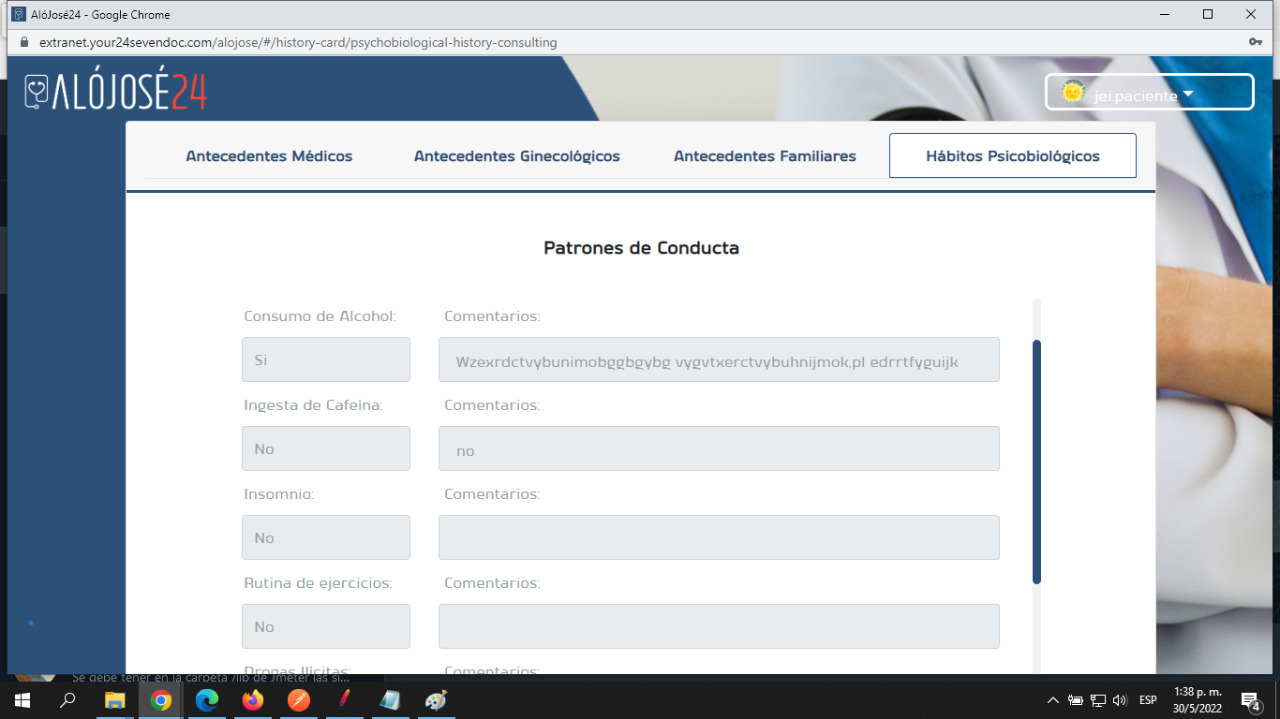 AlóJosé24 - Google Chrome
extranet.your24sevendoc.com/alojose/#/history-card/psychobiological-history-consulting
ALÓJOSÉ24
jei.paciente
Antecedentes Médicos Antecedentes Ginecológicos Antecedentes Familiares Hábitos Psicobiológicos
Patrones de Conducta
Consumo de Alcohol: Comentarios:
Si Wzexrdctvybunimobggbgybg vygvtxerctvybuhnijmok,pl edrrtfyguijk
Ingesta de Cafeina: Comentarios:
No no
Insomnio: Comentarios:
No
Rutina de ejercicios: Comentarios:
No
Drogas Ilicitas: Comentarios:
Se debe tener en la carpeta /lib de Jmeter las si...
ESP
1:38 p. m.
30/5/2022
4